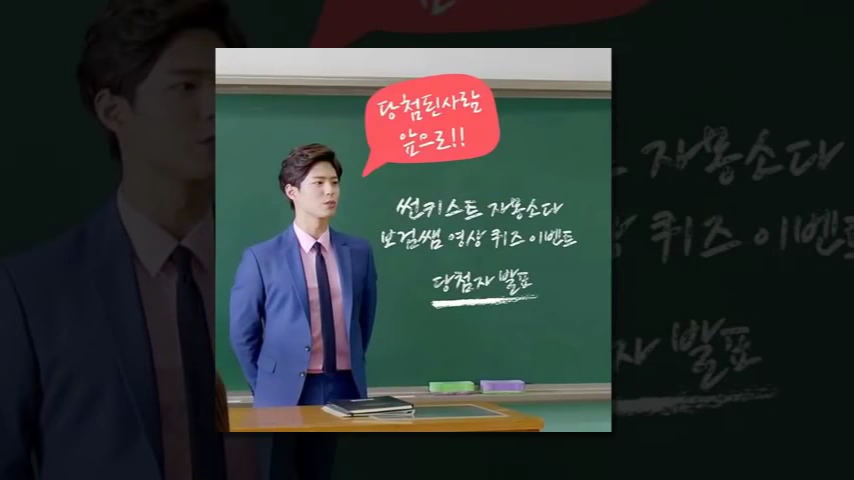 당첨된사람
앞으로!!
썬키스트 자몽소다
보검쌤 영상 퀴즈 이벤트
당첨자 발표